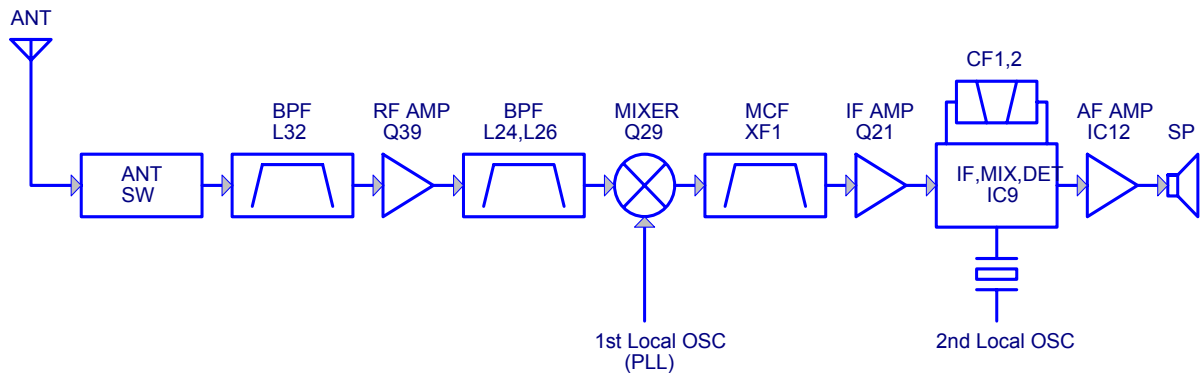 ANT
CF1,2
BPF
L32
RF AMP
Q39
BPF
L24,L26
MIXER
Q29
MCF
XF1
IF AMP
Q21
AF AMP
IC12
SP
ANT
SW
IF,MIX,DET
IC9
1st Local OSC
(PLL)
2nd Local OSC